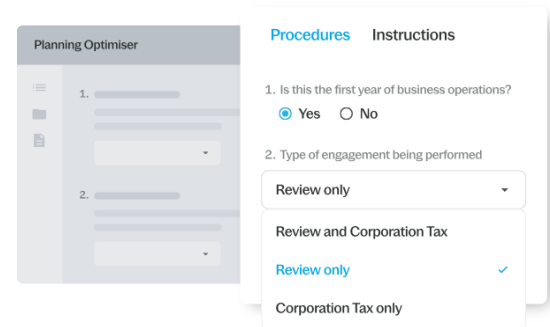 Planning Optimiser
1.
2.
Procedures Instructions
1. Is this the first year of business operations?
Yes No
2. Type of engagement being performed
Review only
Review and Corporation Tax
Review only
Corporation Tax only